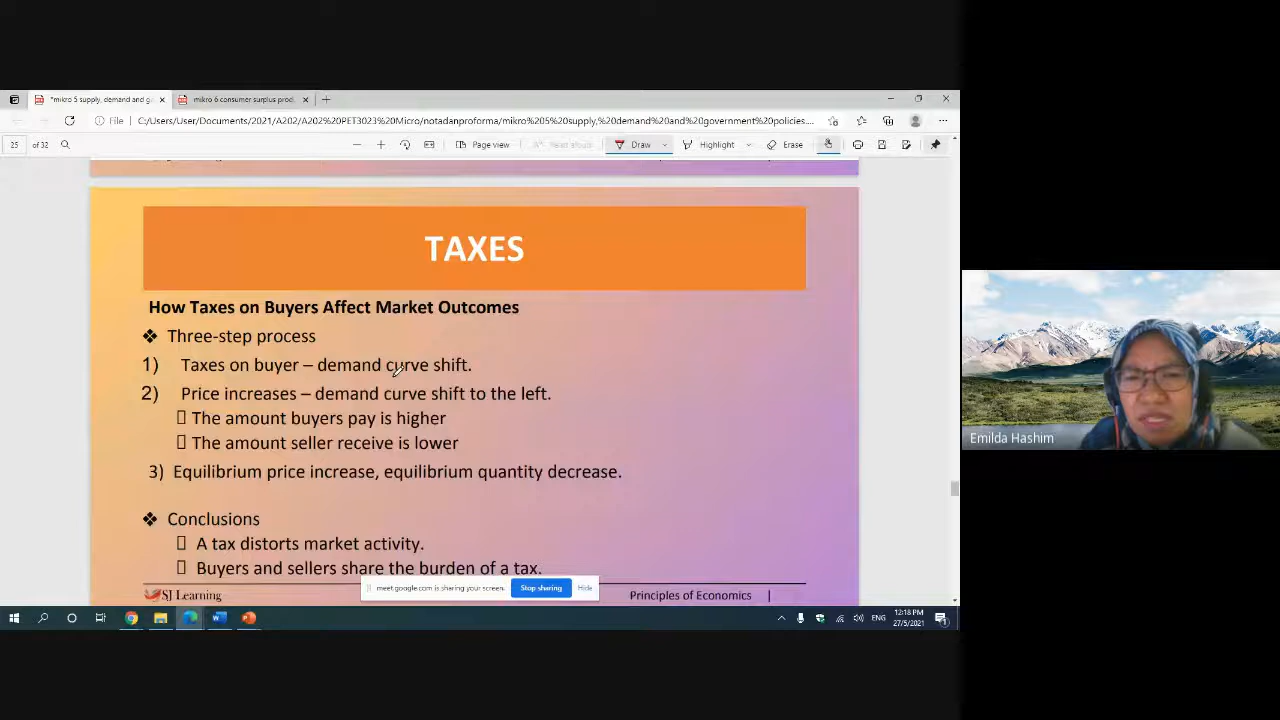 *mikro 5 supply, demand and g
mikro 6 consumer surplus prod
File
C:/Users/User/Documents/2021/A202/A202%20PET3023%20Micro/notadanproforma/mikro%205%20supply,%20demand%20and%20government%20policies....
25 of 32
Page view
Read aloud
Draw
Highlight
Erase
TAXES
How Taxes on Buyers Affect Market Outcomes
❖ Three-step process
1) Taxes on buyer – demand curve shift.
2) Price increases – demand curve shift to the left.
▯ The amount buyers pay is higher
▯ The amount seller receive is lower
3) Equilibrium price increase, equilibrium quantity decrease.
❖ Conclusions
▯ A tax distorts market activity.
▯ Buyers and sellers share the burden of a tax.
meet.google.com is sharing your screen.
Stop sharing
Hide
SJ Learning
Principles of Economics |
ENG
12:18 PM
27/5/2021
Emilda Hashim